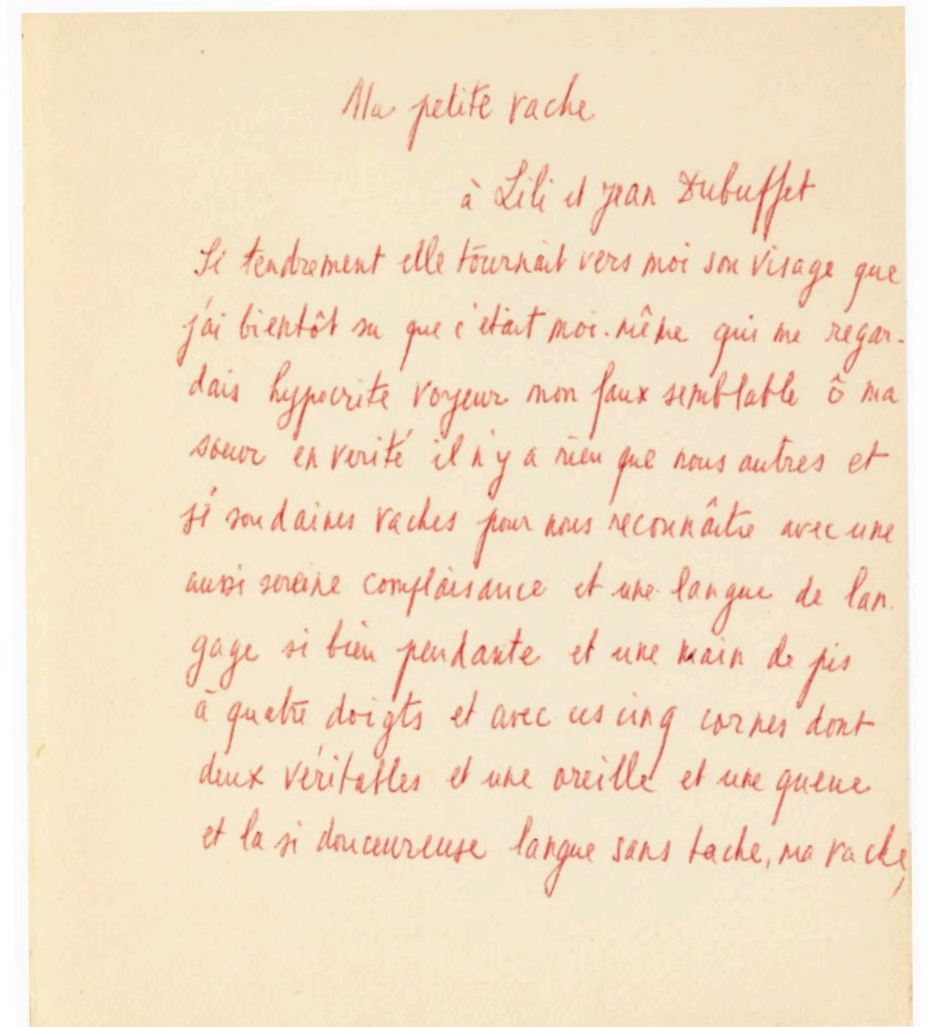 Ma petite vache
à Lili et Jean Dubuffet
Si tendrement elle tournait vers moi son visage que
j'ai bientôt su que c'était moi-même qui me regar-
dais hypocrite voyeur mon faux semblable ô ma
soeur en verité il n'y a rien que nous autres et
si soudaines vaches pour nous reconnaître avec une
aussi sereine complaisance et une langue de lan-
gage si bien pendante et une main de pis
à quatre doigts et avec ces cinq cornes dont
deux véritables et une oreille et une queue
et la si douceureuse langue sans tache, ma vache,